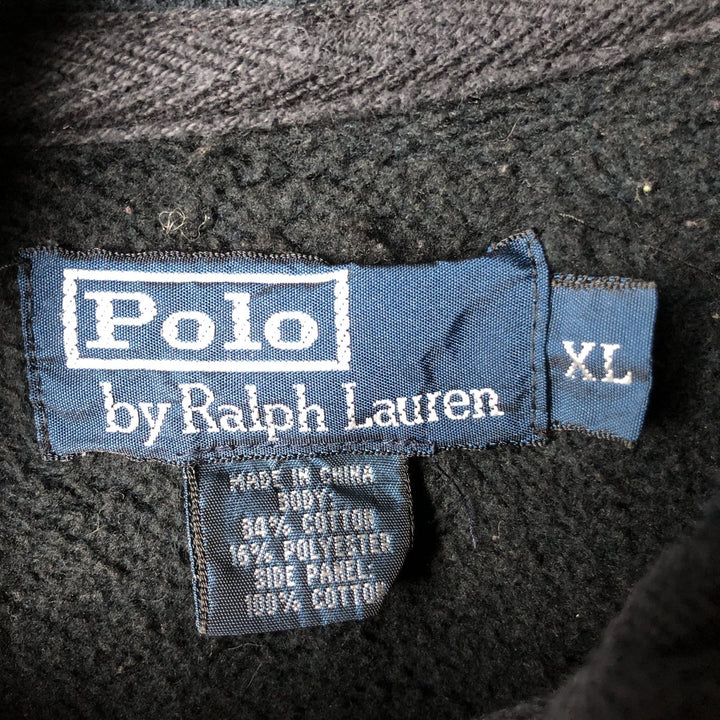 Polo
by Ralph Lauren
XL
MADE IN CHINA
BODY:
84% COTTON
16% POLYESTER
SIDE PANEL:
100% COTTON